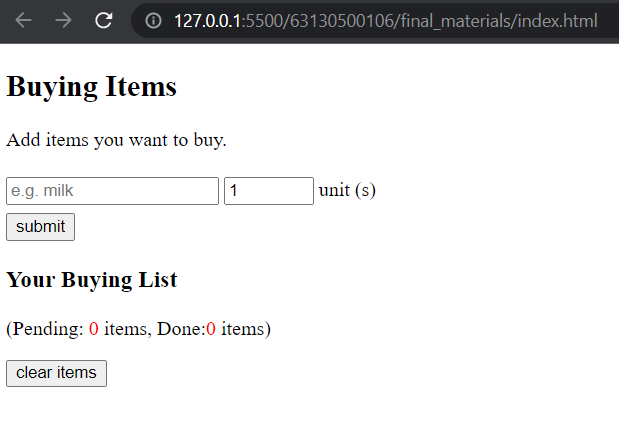 127.0.0.1:5500/63130500106/final_materials/index.html
Buying Items
Add items you want to buy.
e.g. milk 1 unit (s)
submit
Your Buying List
(Pending: 0 items, Done:0 items)
clear items